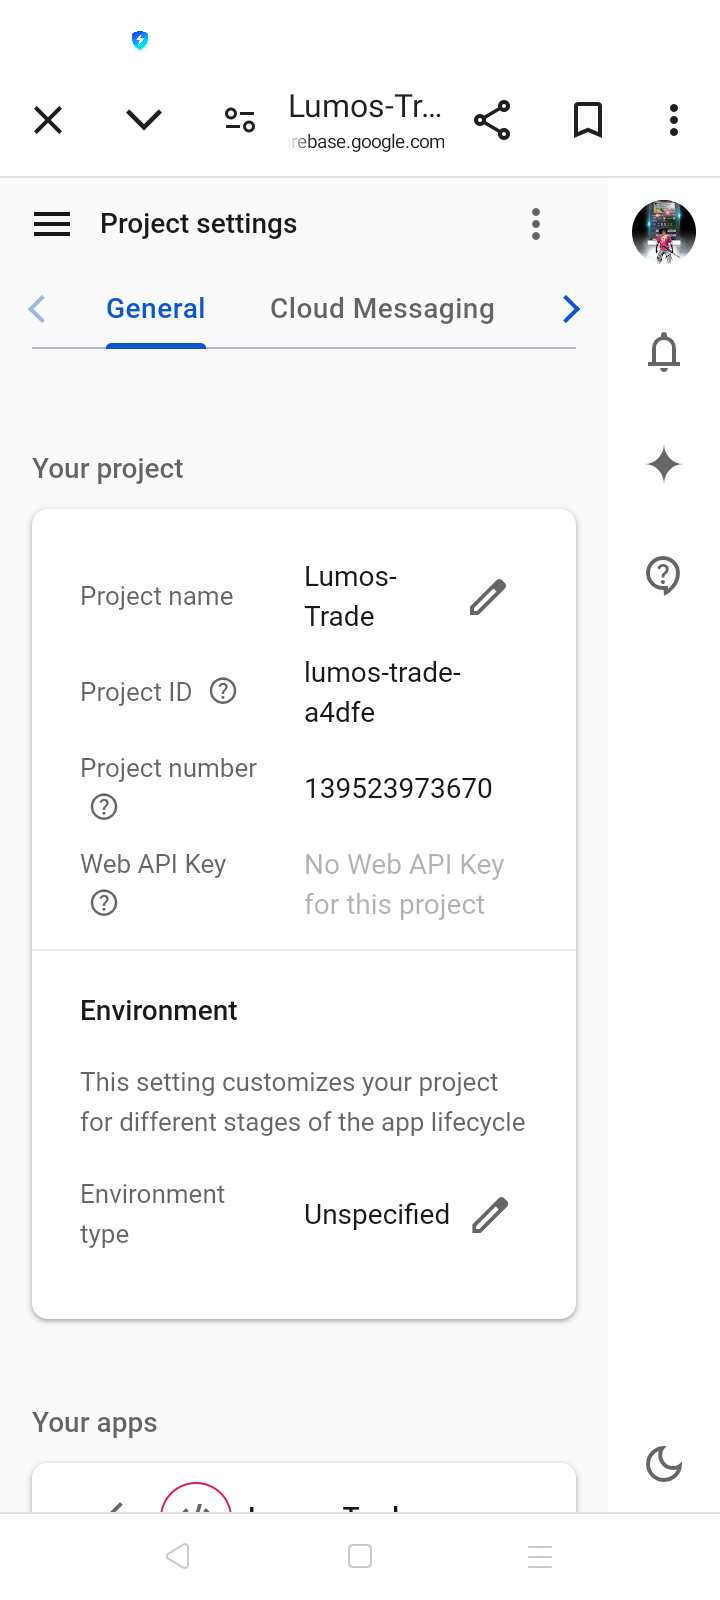 Lumos-Tr...
rebase.google.com
Project settings
General
Cloud Messaging
Your project
Project name
Lumos-
Trade
Project ID
lumos-trade-
a4dfe
Project number
139523973670
Web API Key
No Web API Key
for this project
Environment
This setting customizes your project
for different stages of the app lifecycle
Environment
type
Unspecified
Your apps